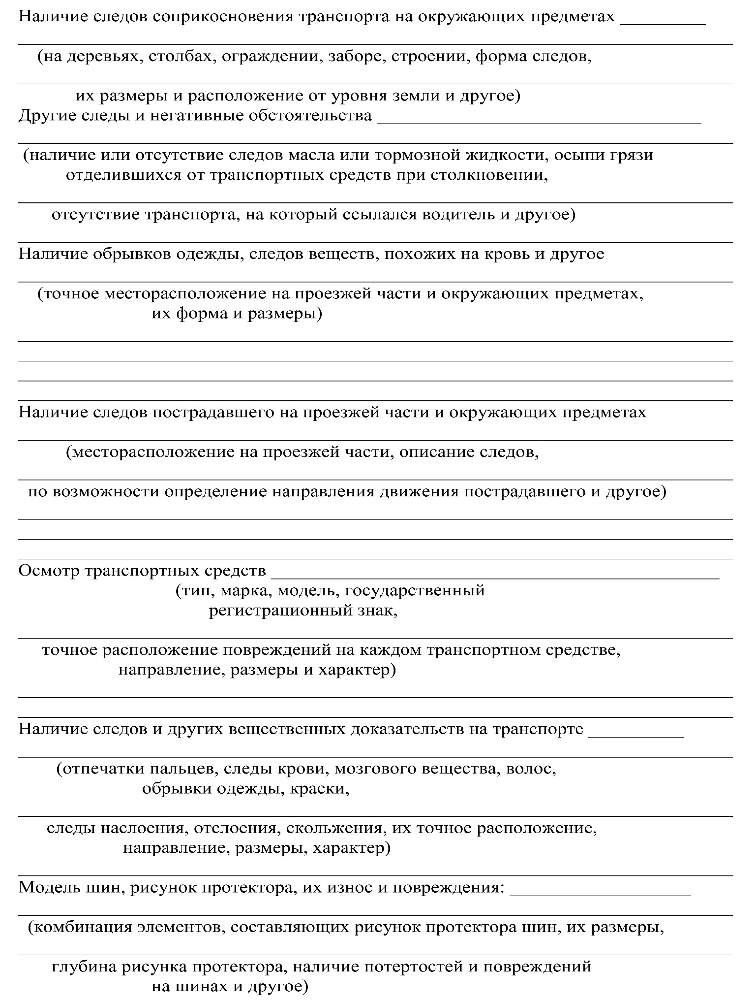 Наличие следов соприкосновения транспорта на окружающих предметах _________
(на деревьях, столбах, ограждении, заборе, строении, форма следов,
их размеры и расположение от уровня земли и другое)
Другие следы и негативные обстоятельства __________________________________
(наличие или отсутствие следов масла или тормозной жидкости, осыпи грязи
отделившихся от транспортных средств при столкновении,
отсутствие транспорта, на который ссылался водитель и другое)
Наличие обрывков одежды, следов веществ, похожих на кровь и другое
(точное месторасположение на проезжей части и окружающих предметах,
их форма и размеры)
Наличие следов пострадавшего на проезжей части и окружающих предметах
(месторасположение на проезжей части, описание следов,
по возможности определение направления движения пострадавшего и другое)
Осмотр транспортных средств _______________________________________________
(тип, марка, модель, государственный
регистрационный знак,
точное расположение повреждений на каждом транспортном средстве,
направление, размеры и характер)
Наличие следов и других вещественных доказательств на транспорте __________
(отпечатки пальцев, следы крови, мозгового вещества, волос,
обрывки одежды, краски,
следы наслоения, отслоения, скольжения, их точное расположение,
направление, размеры, характер)
Модель шин, рисунок протектора, их износ и повреждения: ___________________
(комбинация элементов, составляющих рисунок протектора шин, их размеры,
глубина рисунка протектора, наличие потертостей и повреждений
на шинах и другое)